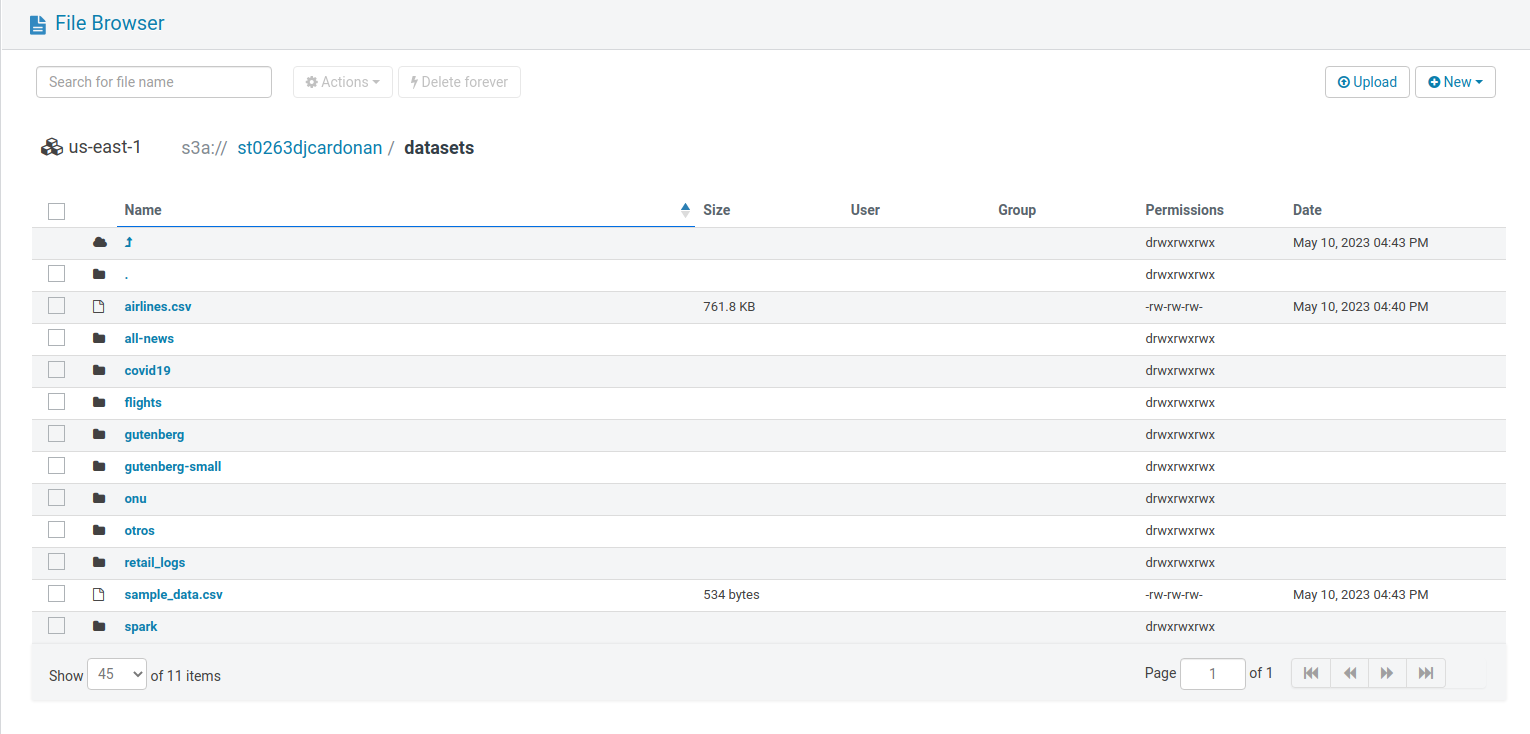 File Browser
Search for file name Actions Delete forever Upload New
us-east-1 s3a:// st0263djcardonan / datasets
Name Size User Group Permissions Date
drwxrwxrwx May 10, 2023 04:43 PM
. drwxrwxrwx
airlines.csv 761.8 KB -rw-rw-rw- May 10, 2023 04:40 PM
all-news drwxrwxrwx
covid19 drwxrwxrwx
flights drwxrwxrwx
gutenberg drwxrwxrwx
gutenberg-small drwxrwxrwx
onu drwxrwxrwx
otros drwxrwxrwx
retail_logs drwxrwxrwx
sample_data.csv 534 bytes -rw-rw-rw- May 10, 2023 04:43 PM
spark drwxrwxrwx
Show 45 of 11 items Page 1 of 1